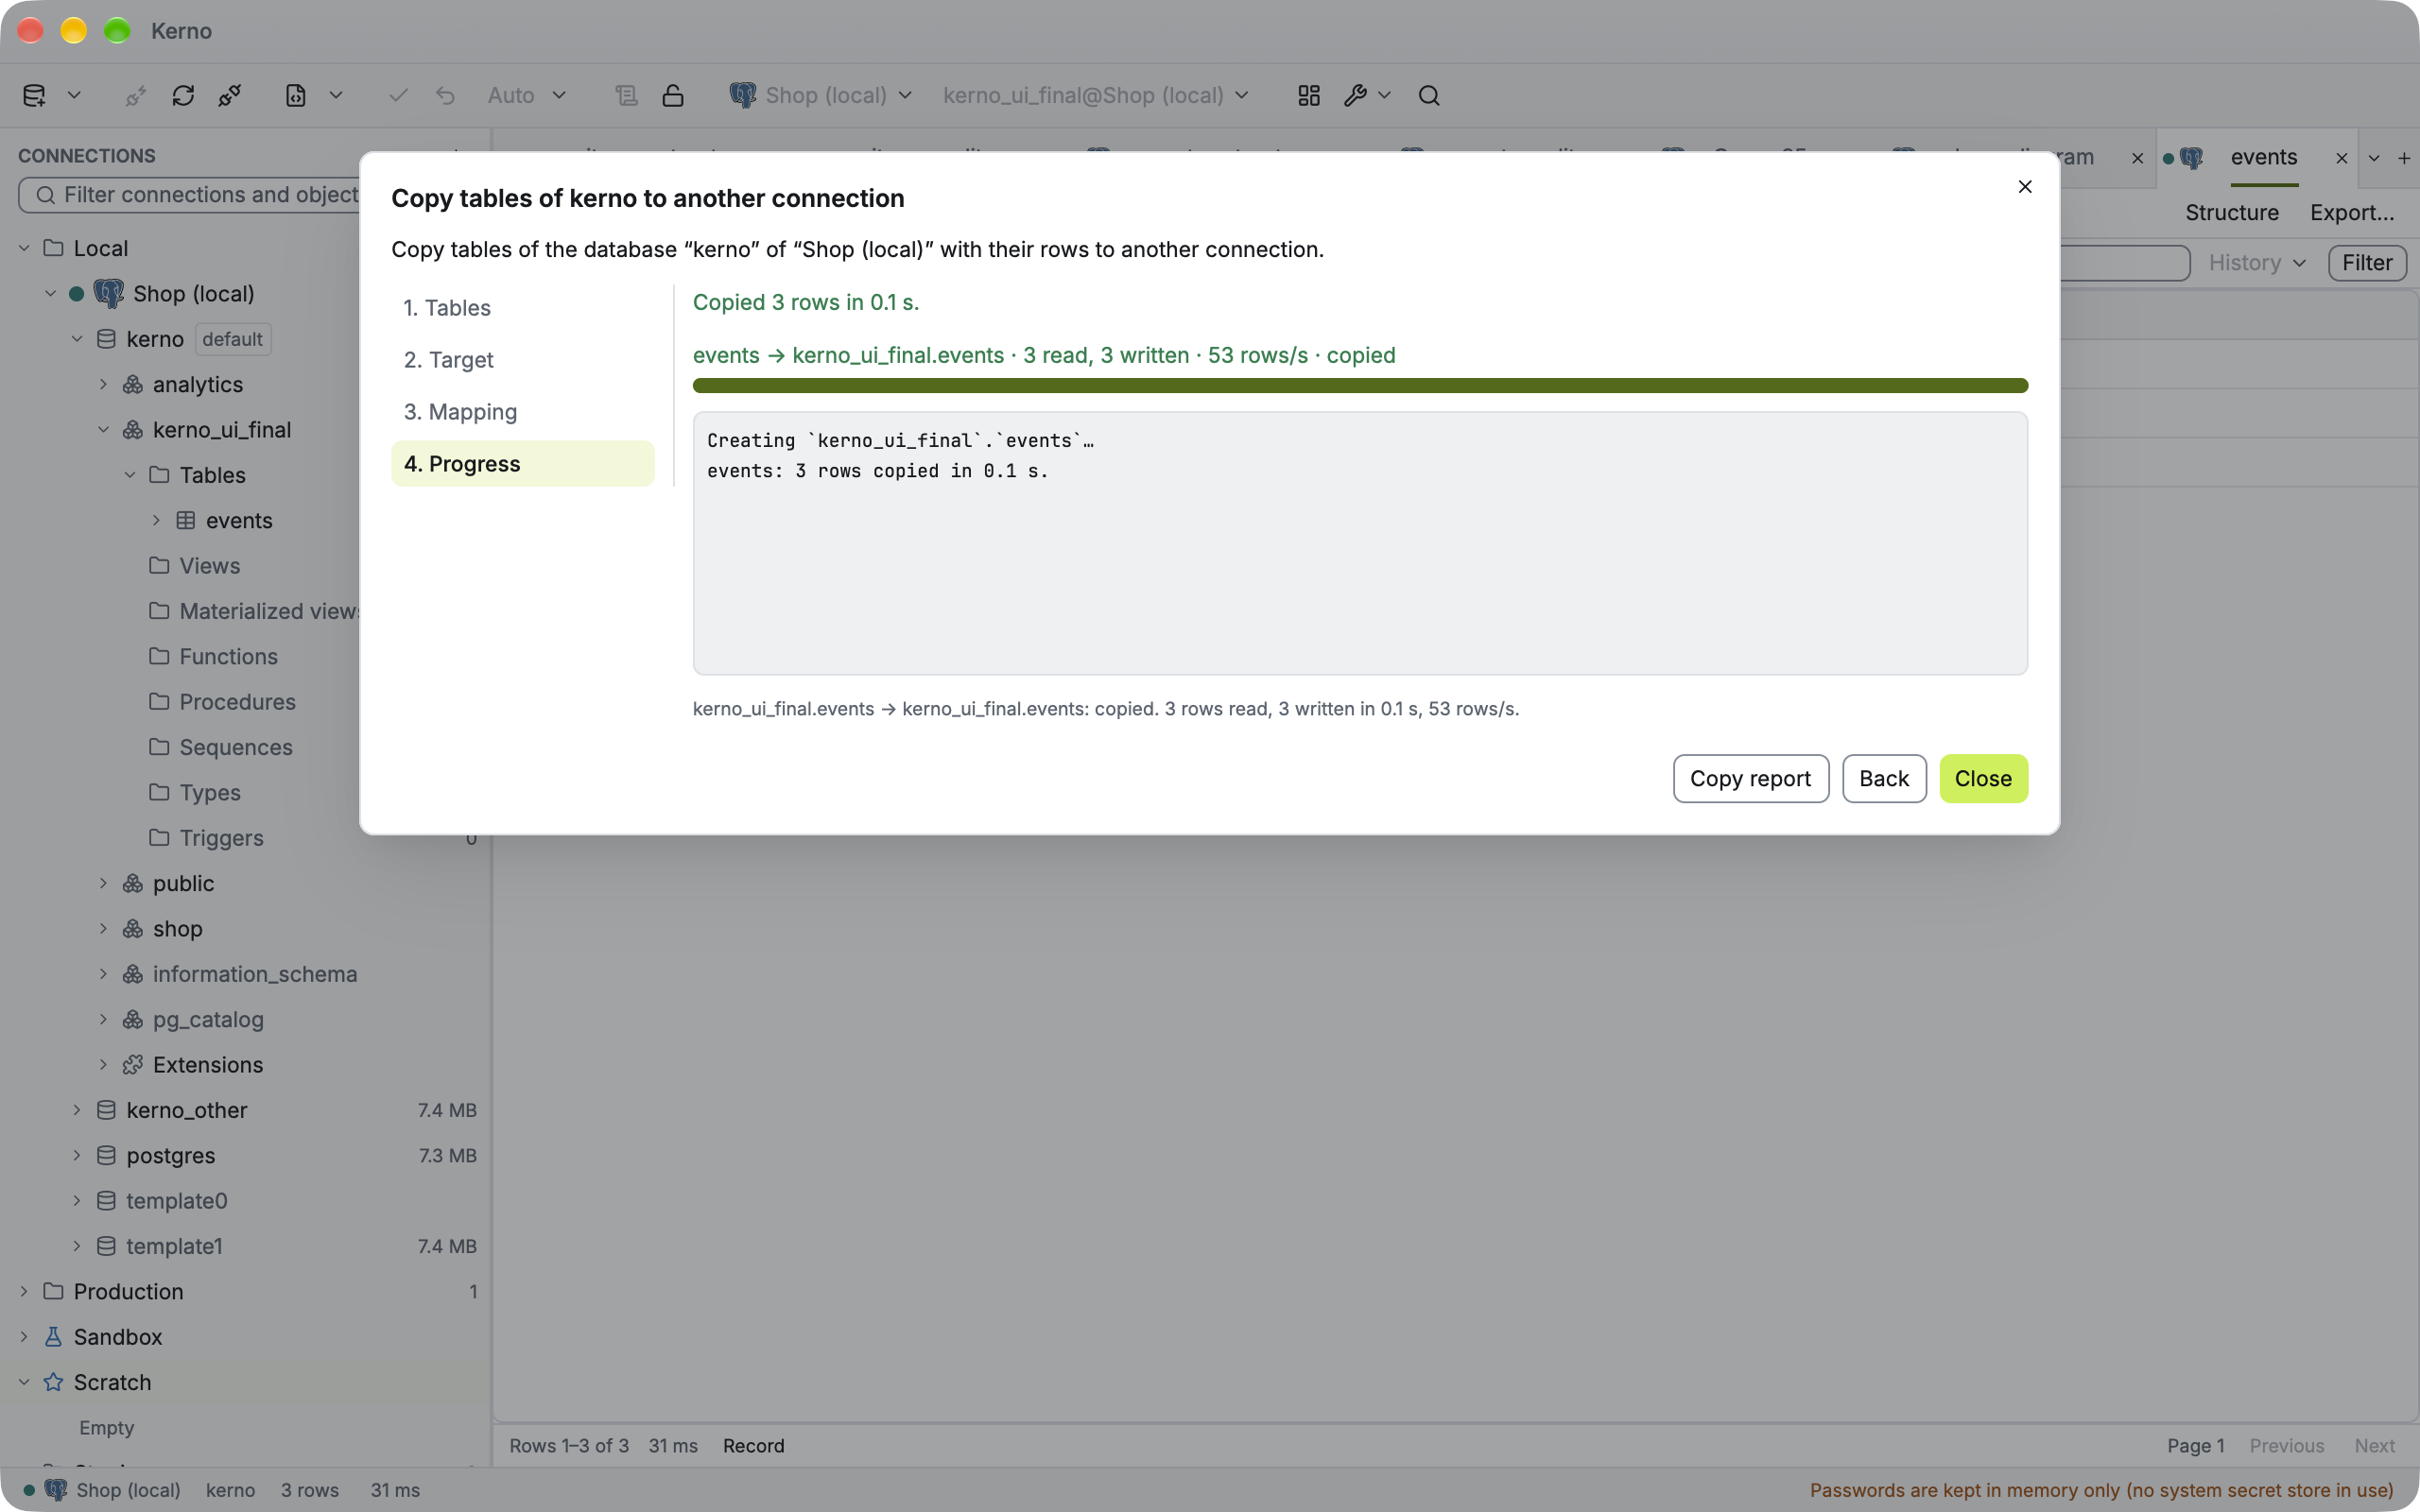 Kerno
Auto
Shop (local)
kerno_ui_final@Shop (local)
CONNECTIONS
Filter connections and object
Local
Shop (local)
kerno default
analytics
kerno_ui_final
Tables
events
Views
Materialized views
Functions
Procedures
Sequences
Types
Triggers 0
public
shop
information_schema
pg_catalog
Extensions
kerno_other 7.4 MB
postgres 7.3 MB
template0
template1 7.4 MB
Production 1
Sandbox
Scratch
Empty
events
Structure Export...
History Filter
Copy tables of kerno to another connection
Copy tables of the database “kerno” of “Shop (local)” with their rows to another connection.
1. Tables
2. Target
3. Mapping
4. Progress
Copied 3 rows in 0.1 s.
events → kerno_ui_final.events · 3 read, 3 written · 53 rows/s · copied
Creating `kerno_ui_final`.`events`…
events: 3 rows copied in 0.1 s.
kerno_ui_final.events → kerno_ui_final.events: copied. 3 rows read, 3 written in 0.1 s, 53 rows/s.
Copy report Back Close
Rows 1–3 of 3 31 ms Record
Page 1 Previous Next
Shop (local) kerno 3 rows 31 ms
Passwords are kept in memory only (no system secret store in use)